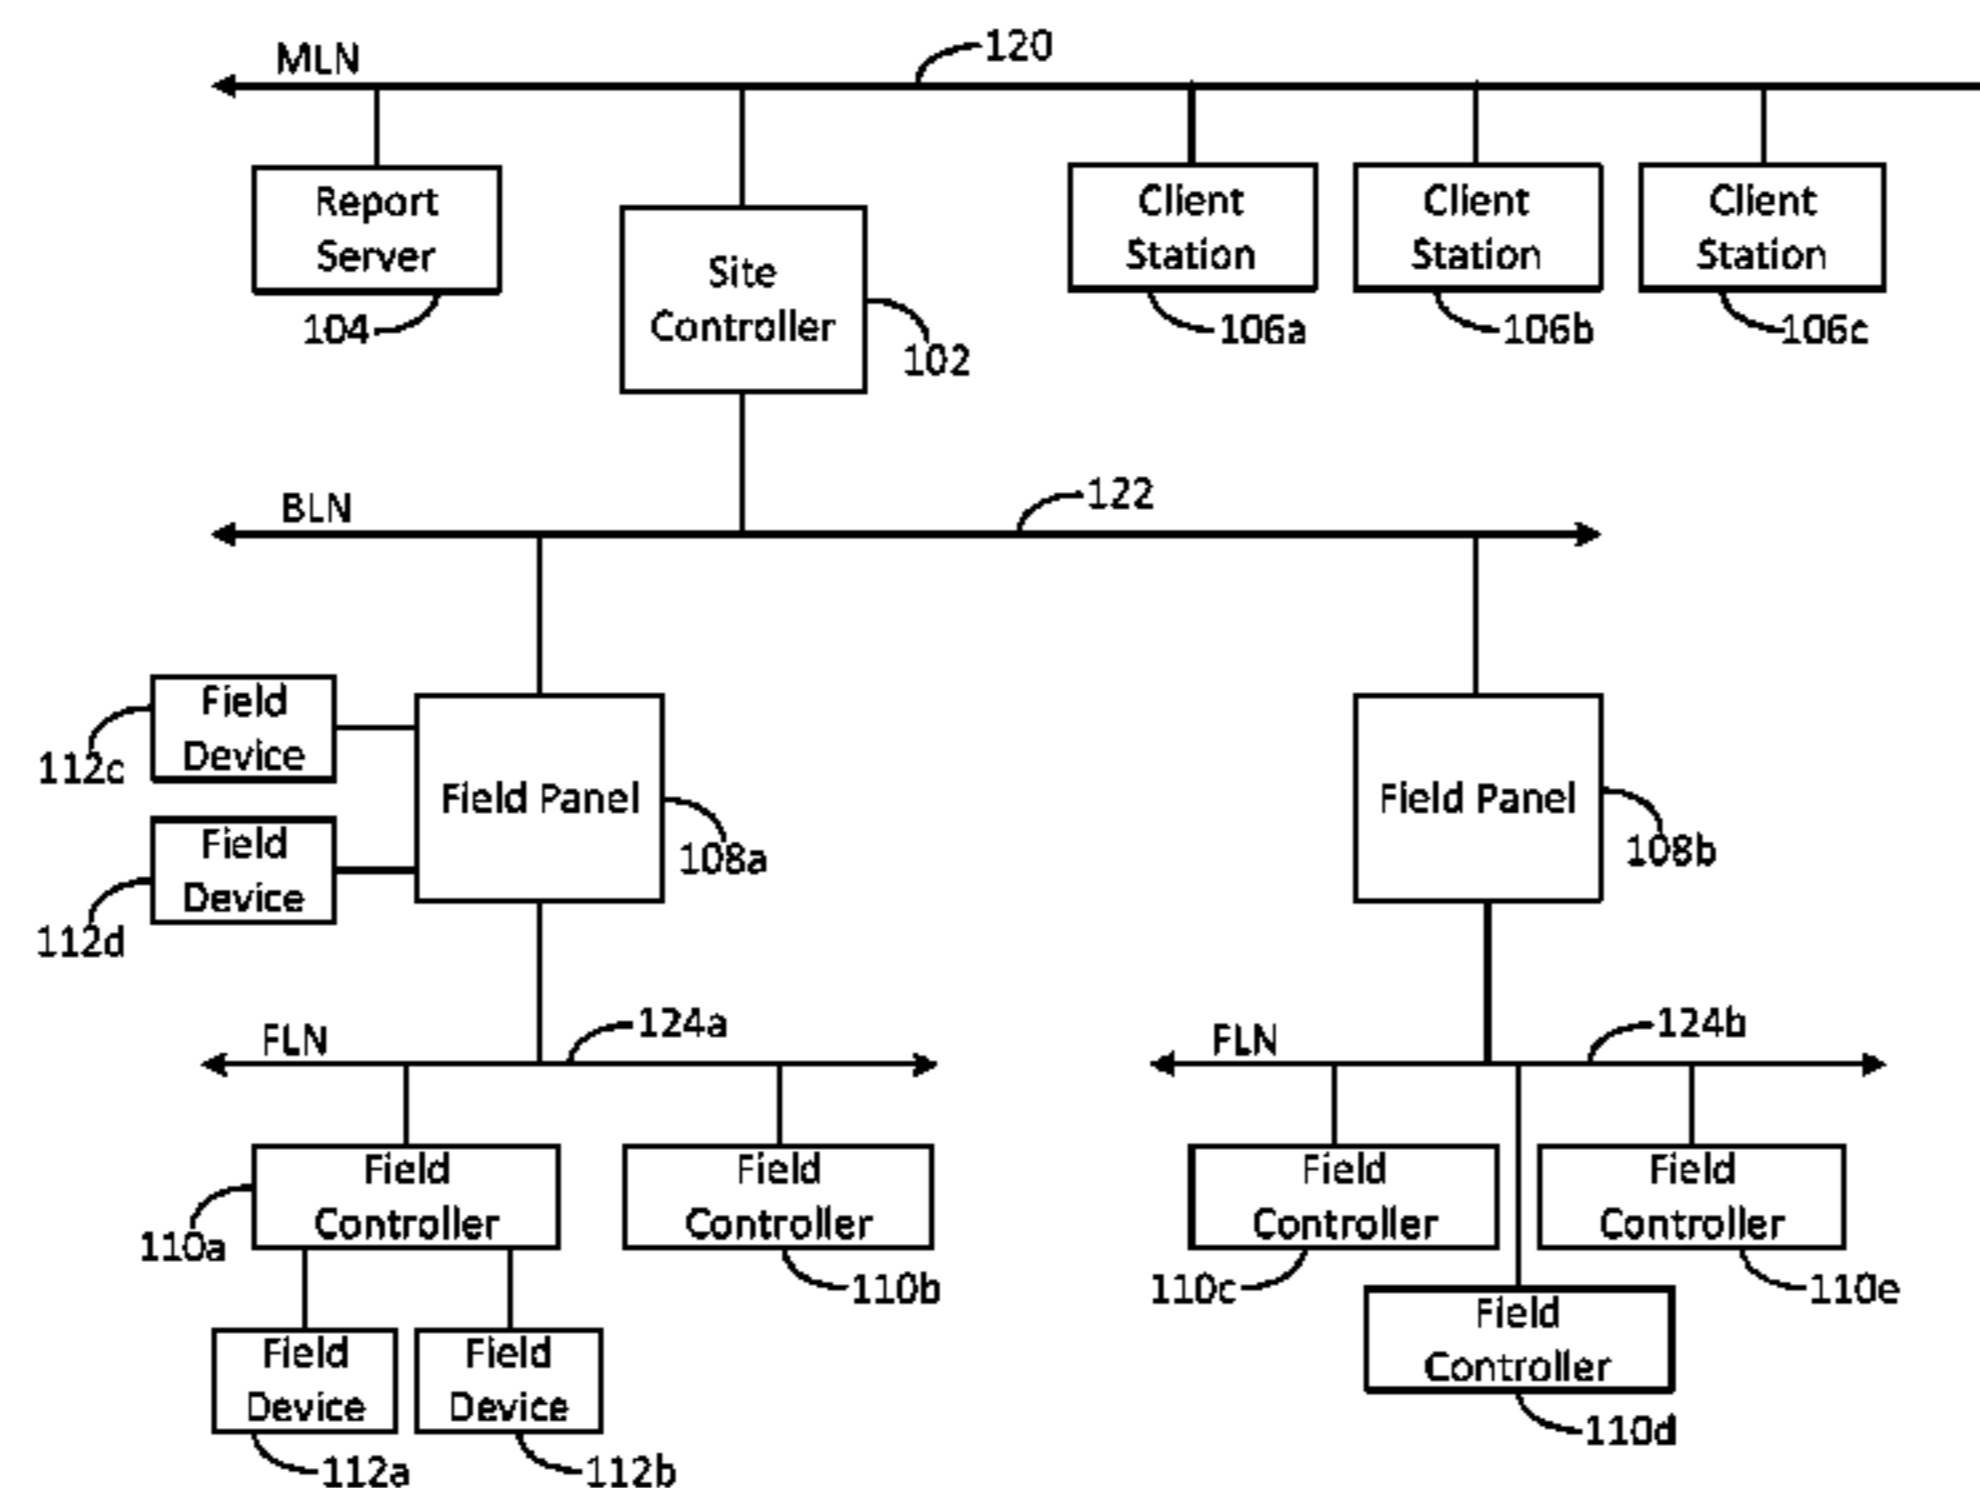 MLN
120
Report
Server
104
Site
Controller
102
Client
Station
106a
Client
Station
106b
Client
Station
106c
BLN
122
Field
Device
112c
Field
Device
112d
Field Panel
108a
Field Panel
108b
FLN
124a
FLN
124b
Field
Controller
110a
Field
Controller
110b
Field
Controller
110c
Field
Controller
110e
Field
Controller
110d
Field
Device
112a
Field
Device
112b